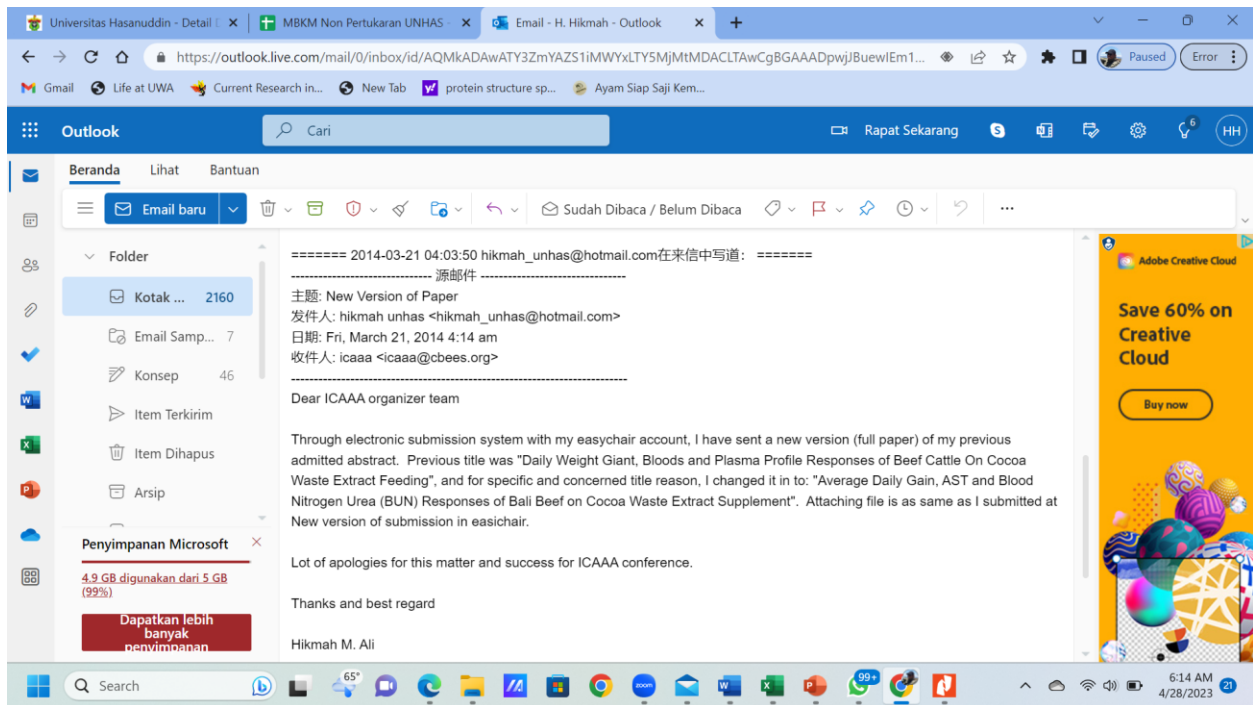 Universitas Hasanuddin - Detail
MBKM Non Pertukaran UNHAS -
Email - H. Hikmah - Outlook
https://outlook.live.com/mail/0/inbox/id/AQMkADAwATY3ZmYAZS1iMWYxLTY5MjMtMDACLTAwCgBGAAADpwjJBuewIEm1...
Paused
Error
Gmail
Life at UWA
Current Research in...
New Tab
protein structure sp...
Ayam Siap Saji Kem...
Outlook
Cari
Rapat Sekarang
6
HH
Beranda
Lihat
Bantuan
Email baru
Sudah Dibaca / Belum Dibaca
Folder
Kotak ... 2160
Email Samp... 7
Konsep 46
Item Terkirim
Item Dihapus
Arsip
Penyimpanan Microsoft
4.9 GB digunakan dari 5 GB
(99%)
Dapatkan lebih
banyak
penyimpanan
======= 2014-03-21 04:03:50 hikmah_unhas@hotmail.com在来信中写道： =======
------------------------------- 源邮件 --------------------------------
主题: New Version of Paper
发件人: hikmah unhas <hikmah_unhas@hotmail.com>
日期: Fri, March 21, 2014 4:14 am
收件人: icaaa <icaaa@cbees.org>
--------------------------------------------------------------------------
Dear ICAAA organizer team
Through electronic submission system with my easychair account, I have sent a new version (full paper) of my previous
admitted abstract. Previous title was "Daily Weight Giant, Bloods and Plasma Profile Responses of Beef Cattle On Cocoa
Waste Extract Feeding", and for specific and concerned title reason, I changed it in to: "Average Daily Gain, AST and Blood
Nitrogen Urea (BUN) Responses of Bali Beef on Cocoa Waste Extract Supplement". Attaching file is as same as I submitted at
New version of submission in easichair.
Lot of apologies for this matter and success for ICAAA conference.
Thanks and best regard
Hikmah M. Ali
Adobe Creative Cloud
Save 60% on
Creative
Cloud
Buy now
Search
65°
zoom
99+
6:14 AM
4/28/2023
21